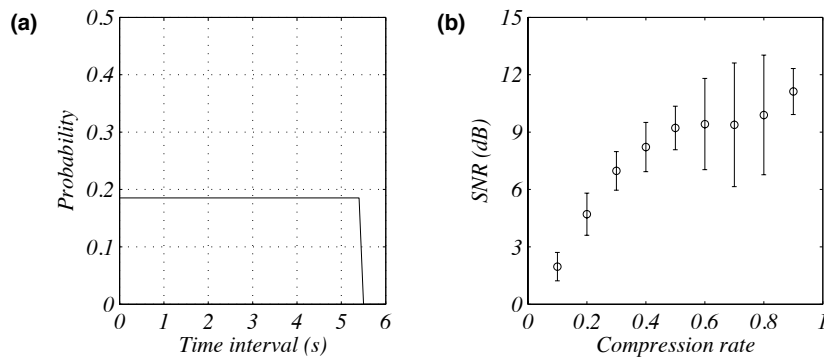 (a)
Probability
0.5
0.4
0.3
0.2
0.1
0
0 1 2 3 4 5 6
Time interval (s)
(b)
SNR (dB)
15
12
9
6
3
0
0 0.2 0.4 0.6 0.8 1
Compression rate